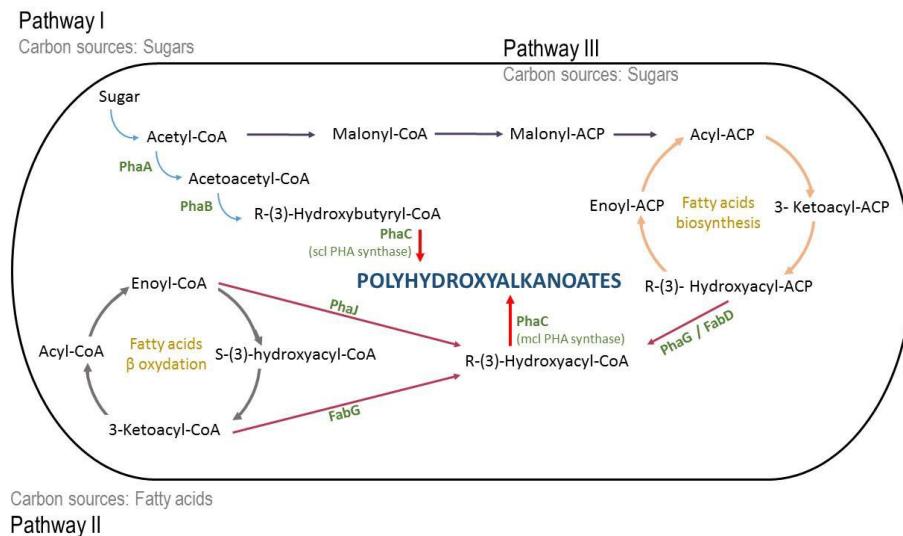 Pathway I
Carbon sources: Sugars
Pathway III
Carbon sources: Sugars
Sugar
Acetyl-CoA
Malonyl-CoA
Malonyl-ACP
Acyl-ACP
PhaA
Acetoacetyl-CoA
PhaB
R-(3)-Hydroxybutyryl-CoA
Enoyl-ACP
Fatty acids
biosynthesis
3- Ketoacyl-ACP
PhaC
(scl PHA synthase)
POLYHYDROXYALKANOATES
R-(3)- Hydroxyacyl-ACP
Enoyl-CoA
PhaJ
PhaC
(mcl PHA synthase)
PhaG / FabD
Acyl-CoA
Fatty acids
β oxydation
S-(3)-hydroxyacyl-CoA
R-(3)-Hydroxyacyl-CoA
FabG
3-Ketoacyl-CoA
Carbon sources: Fatty acids
Pathway II